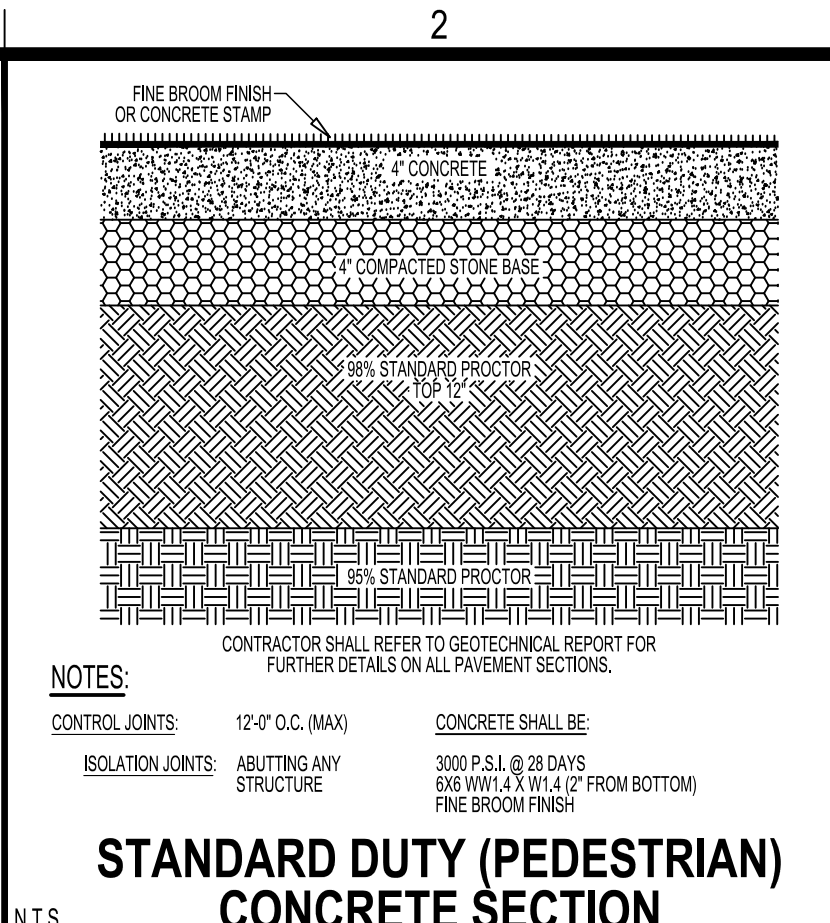 2
FINE BROOM FINISH
OR CONCRETE STAMP
4" CONCRETE
4" COMPACTED STONE BASE
98% STANDARD PROCTOR
TOP 12"
95% STANDARD PROCTOR
CONTRACTOR SHALL REFER TO GEOTECHNICAL REPORT FOR
FURTHER DETAILS ON ALL PAVEMENT SECTIONS.
NOTES:
CONTROL JOINTS: 12'-0" O.C. (MAX)
ISOLATION JOINTS: ABUTTING ANY
STRUCTURE
CONCRETE SHALL BE:
3000 P.S.I. @ 28 DAYS
6X6 WW1.4 X W1.4 (2" FROM BOTTOM)
FINE BROOM FINISH
STANDARD DUTY (PEDESTRIAN)
CONCRETE SECTION
N.T.S.